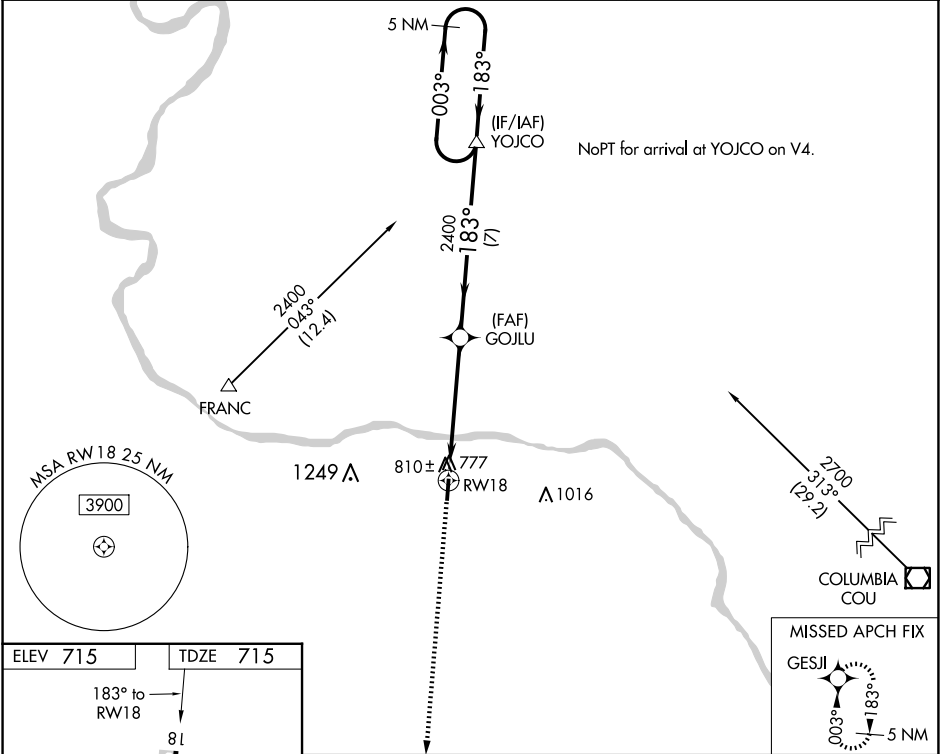 5 NM
003°
183°
(IF/IAF)
YOJCO
NoPT for arrival at YOJCO on V4.
2400
183°
(7)
2400
043°
(12.4)
(FAF)
GOJLU
FRANC
MSA RW18 25 NM
3900
1249
810±
777
RW18
1016
2700
313°
(29.2)
COLUMBIA
COU
MISSED APCH FIX
GESJI
003°
183°
5 NM
ELEV 715
TDZE 715
183° to
RW18
18